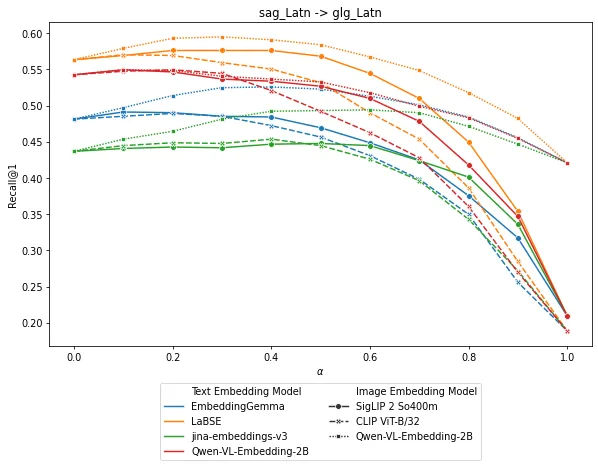 sag_Latn -> glg_Latn
0.60
0.55
0.50
0.45
0.40
0.35
0.30
0.25
0.20
Recall@1
0.0 0.2 0.4 0.6 0.8 1.0
α
Text Embedding Model
EmbeddingGemma
LaBSE
jina-embeddings-v3
Qwen-VL-Embedding-2B
Image Embedding Model
SigLIP 2 So400m
CLIP ViT-B/32
Qwen-VL-Embedding-2B